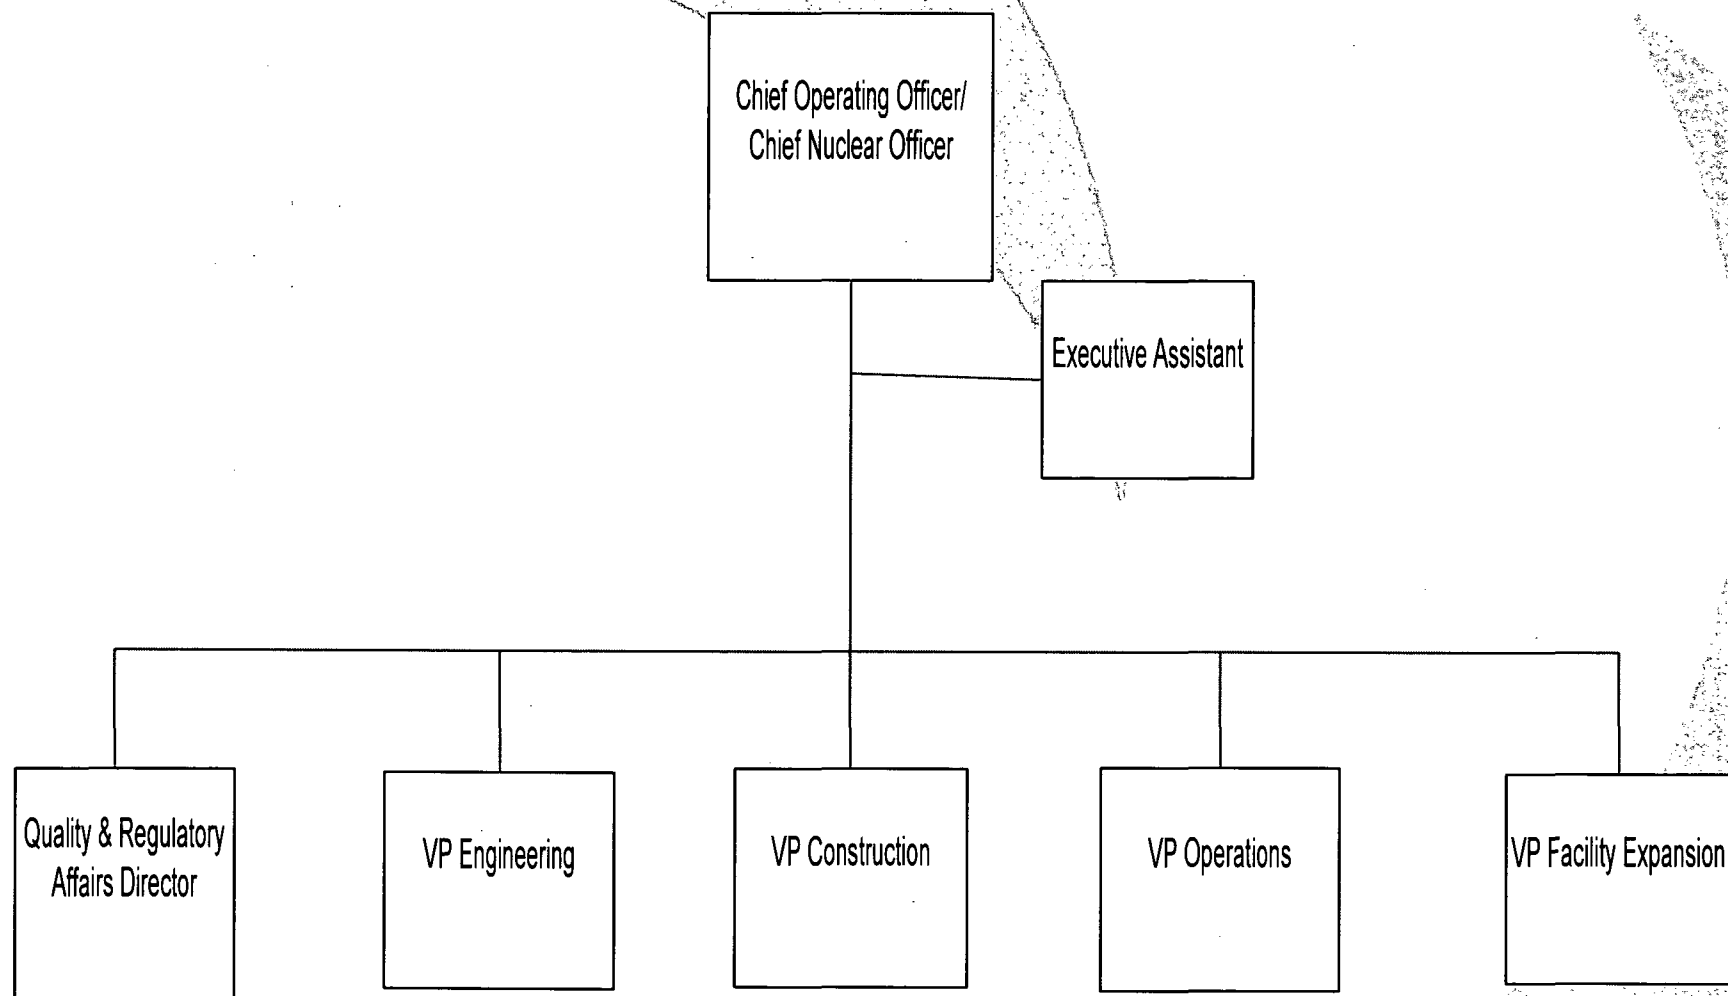 Chief Operating Officer/
Chief Nuclear Officer
Executive Assistant
Quality & Regulatory
Affairs Director
VP Engineering
VP Construction
VP Operations
VP Facility Expansion